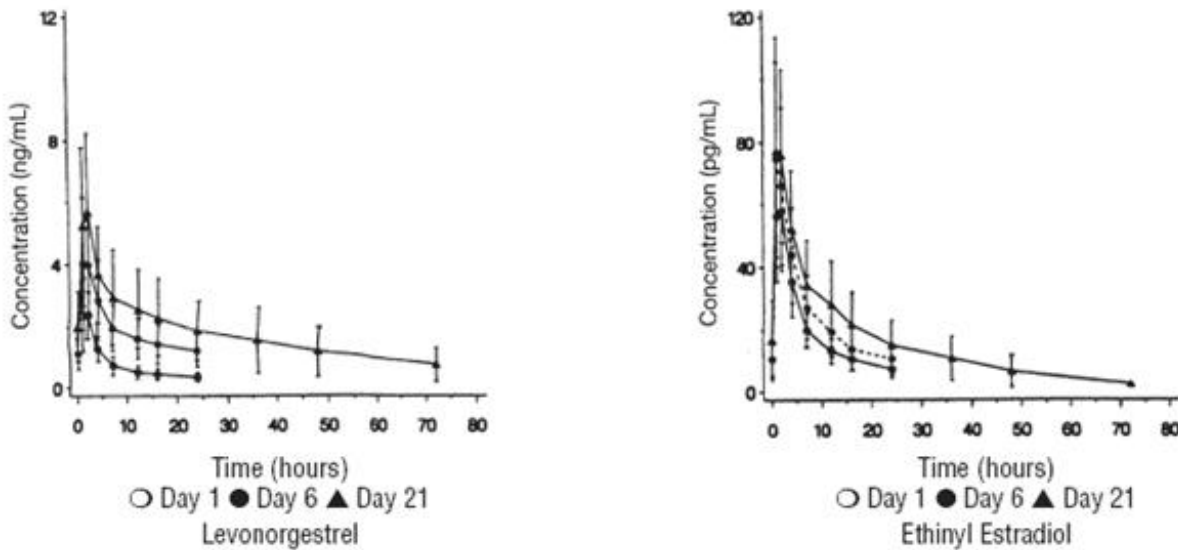 12
8
4
0
Concentration (ng/mL)
0 10 20 30 40 50 60 70 80
Time (hours)
Day 1 Day 6 Day 21
Levonorgestrel
120
80
40
0
Concentration (pg/mL)
0 10 20 30 40 50 60 70 80
Time (hours)
Day 1 Day 6 Day 21
Ethinyl Estradiol